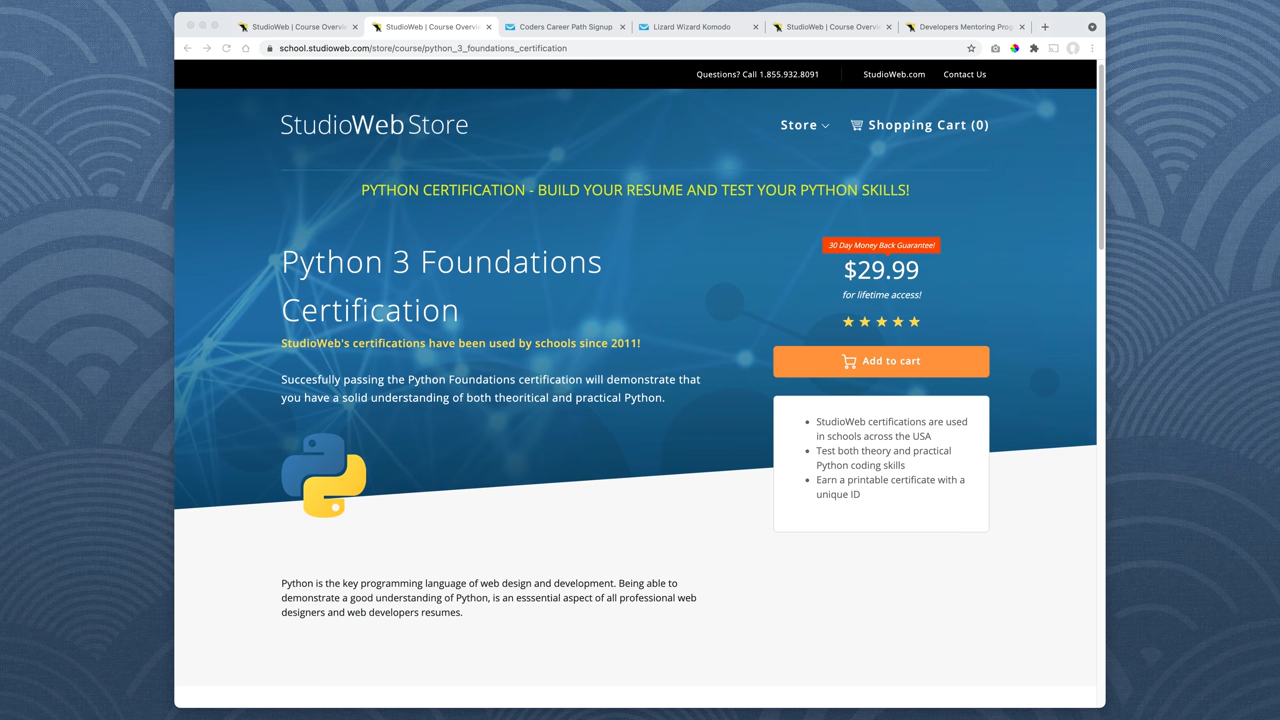 StudioWeb | Course Overvie
StudioWeb | Course Overvie
Coders Career Path Signup
Lizard Wizard Komodo
StudioWeb | Course Overvie
Developers Mentoring Prog
school.studioweb.com/store/course/python_3_foundations_certification
Questions? Call 1.855.932.8091
StudioWeb.com
Contact Us
StudioWeb Store
Store
Shopping Cart (0)
PYTHON CERTIFICATION - BUILD YOUR RESUME AND TEST YOUR PYTHON SKILLS!
Python 3 Foundations
Certification
StudioWeb's certifications have been used by schools since 2011!
Succesfully passing the Python Foundations certification will demonstrate that
you have a solid understanding of both theoritical and practical Python.
30 Day Money Back Guarantee!
$29.99
for lifetime access!
Add to cart
• StudioWeb certifications are used
in schools across the USA
• Test both theory and practical
Python coding skills
• Earn a printable certificate with a
unique ID
Python is the key programming language of web design and development. Being able to
demonstrate a good understanding of Python, is an esssential aspect of all professional web
designers and web developers resumes.